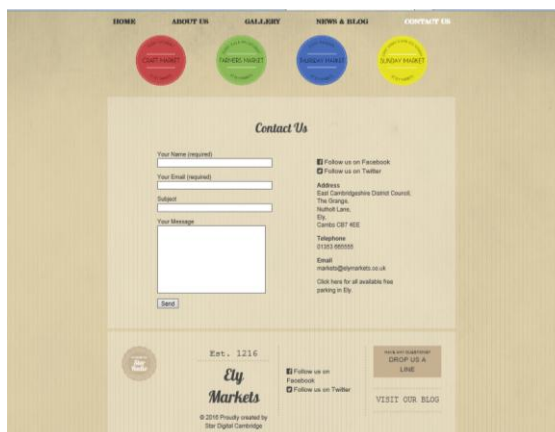 HOME ABOUT US GALLERY NEWS & BLOG CONTACT US
CRAFT MARKET
FARMERS MARKET
THURSDAY MARKET
SUNDAY MARKET
Contact Us
Your Name (required)
Your Email (required)
Subject
Your Message
Send
Follow us on Facebook
Follow us on Twitter
Address
East Cambridgeshire District Council,
The Grange,
Nutholt Lane,
Ely,
Cambs CB7 4EE
Telephone
01353 665555
Email
markets@elymarkets.co.uk
Click here for all available free
parking in Ely.
Est. 1216
Ely
Markets
© 2016 Proudly created by
Star Digital Cambridge
Follow us on
Facebook
Follow us on Twitter
DROP US A
LINE
VISIT OUR BLOG